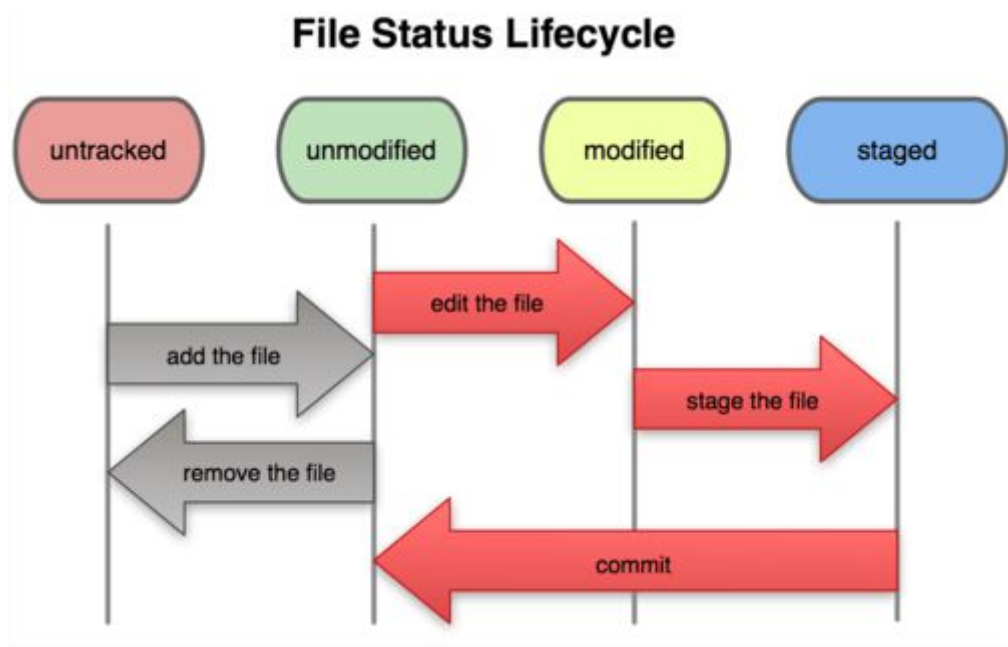 File Status Lifecycle
untracked
unmodified
modified
staged
edit the file
add the file
stage the file
remove the file
commit